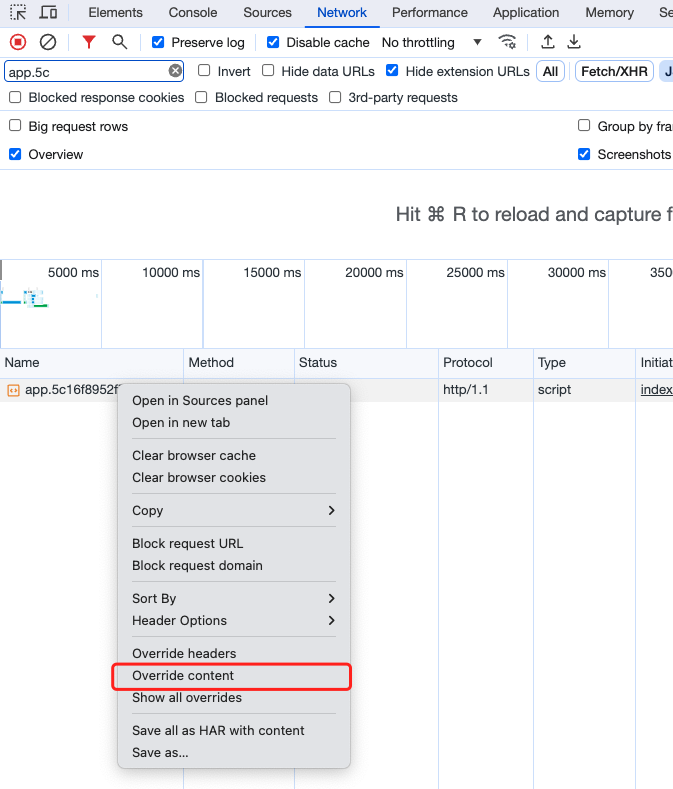 Elements Console Sources Network Performance Application Memory
Preserve log Disable cache No throttling
app.5c Invert Hide data URLs Hide extension URLs All Fetch/XHR
Blocked response cookies Blocked requests 3rd-party requests
Big request rows Group by fra
Overview Screenshots
Hit ⌘ R to reload and capture f
5000 ms 10000 ms 15000 ms 20000 ms 25000 ms 30000 ms 350
Name Method Status Protocol Type Initiat
app.5c16f8952f http/1.1 script index
Open in Sources panel
Open in new tab
Clear browser cache
Clear browser cookies
Copy
Block request URL
Block request domain
Sort By
Header Options
Override headers
Override content
Show all overrides
Save all as HAR with content
Save as...